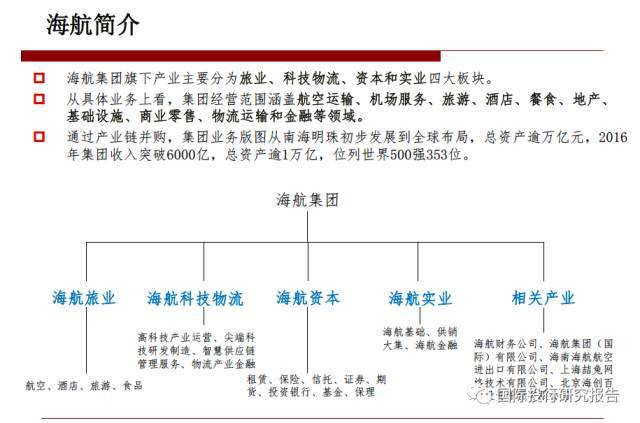 海航简介
海航集团旗下产业主要分为旅业、科技物流、资本和实业四大板块。
从具体业务上看，集团经营范围涵盖航空运输、机场服务、旅游、酒店、餐食、地产、
基础设施、商业零售、物流运输和金融等领域。
通过产业链并购，集团业务版图从南海明珠初步发展到全球布局，总资产逾万亿元，2016
年集团收入突破6000亿，总资产逾1万亿，位列世界500强353位。
海航集团
海航旅业
海航科技物流
海航资本
海航实业
相关产业
航空、酒店、旅游、食品
高科技产业运营、尖端科
技研发制造、智慧供应链
管理服务、物流产业金融
租赁、保险、信托、证券、期
货、投资银行、基金、保理
海航基础、供销
大集、海航金融
海航财务公司、海航集团（国
际）有限公司、海南海航航空
进出口有限公司、上海喆兔网
络技术有限公司、北京海创百
国际投行研究报告